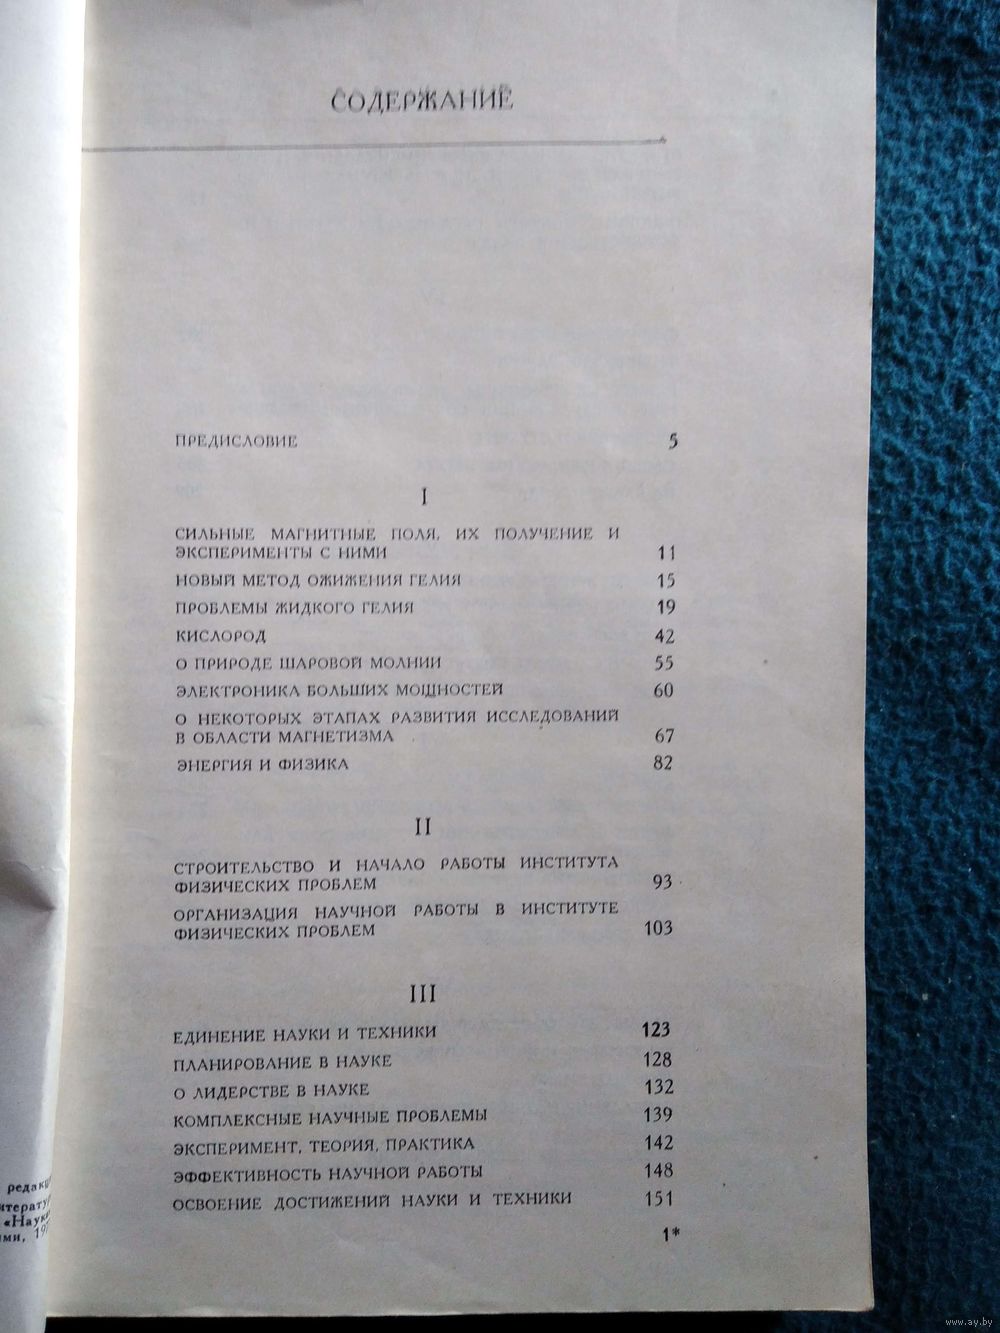 СОДЕРЖАНИЕ
ПРЕДИСЛОВИЕ 5
I
СИЛЬНЫЕ МАГНИТНЫЕ ПОЛЯ, ИХ ПОЛУЧЕНИЕ И
ЭКСПЕРИМЕНТЫ С НИМИ 11
НОВЫЙ МЕТОД ОЖИЖЕНИЯ ГЕЛИЯ 15
ПРОБЛЕМЫ ЖИДКОГО ГЕЛИЯ 19
КИСЛОРОД 42
О ПРИРОДЕ ШАРОВОЙ МОЛНИИ 55
ЭЛЕКТРОНИКА БОЛЬШИХ МОЩНОСТЕЙ 60
О НЕКОТОРЫХ ЭТАПАХ РАЗВИТИЯ ИССЛЕДОВАНИЙ
В ОБЛАСТИ МАГНЕТИЗМА 67
ЭНЕРГИЯ И ФИЗИКА 82
II
СТРОИТЕЛЬСТВО И НАЧАЛО РАБОТЫ ИНСТИТУТА
ФИЗИЧЕСКИХ ПРОБЛЕМ 93
ОРГАНИЗАЦИЯ НАУЧНОЙ РАБОТЫ В ИНСТИТУТЕ
ФИЗИЧЕСКИХ ПРОБЛЕМ 103
III
ЕДИНЕНИЕ НАУКИ И ТЕХНИКИ 123
ПЛАНИРОВАНИЕ В НАУКЕ 128
О ЛИДЕРСТВЕ В НАУКЕ 132
КОМПЛЕКСНЫЕ НАУЧНЫЕ ПРОБЛЕМЫ 139
ЭКСПЕРИМЕНТ, ТЕОРИЯ, ПРАКТИКА 142
ЭФФЕКТИВНОСТЬ НАУЧНОЙ РАБОТЫ 148
ОСВОЕНИЕ ДОСТИЖЕНИЙ НАУКИ И ТЕХНИКИ 151
1*
www.ay.by